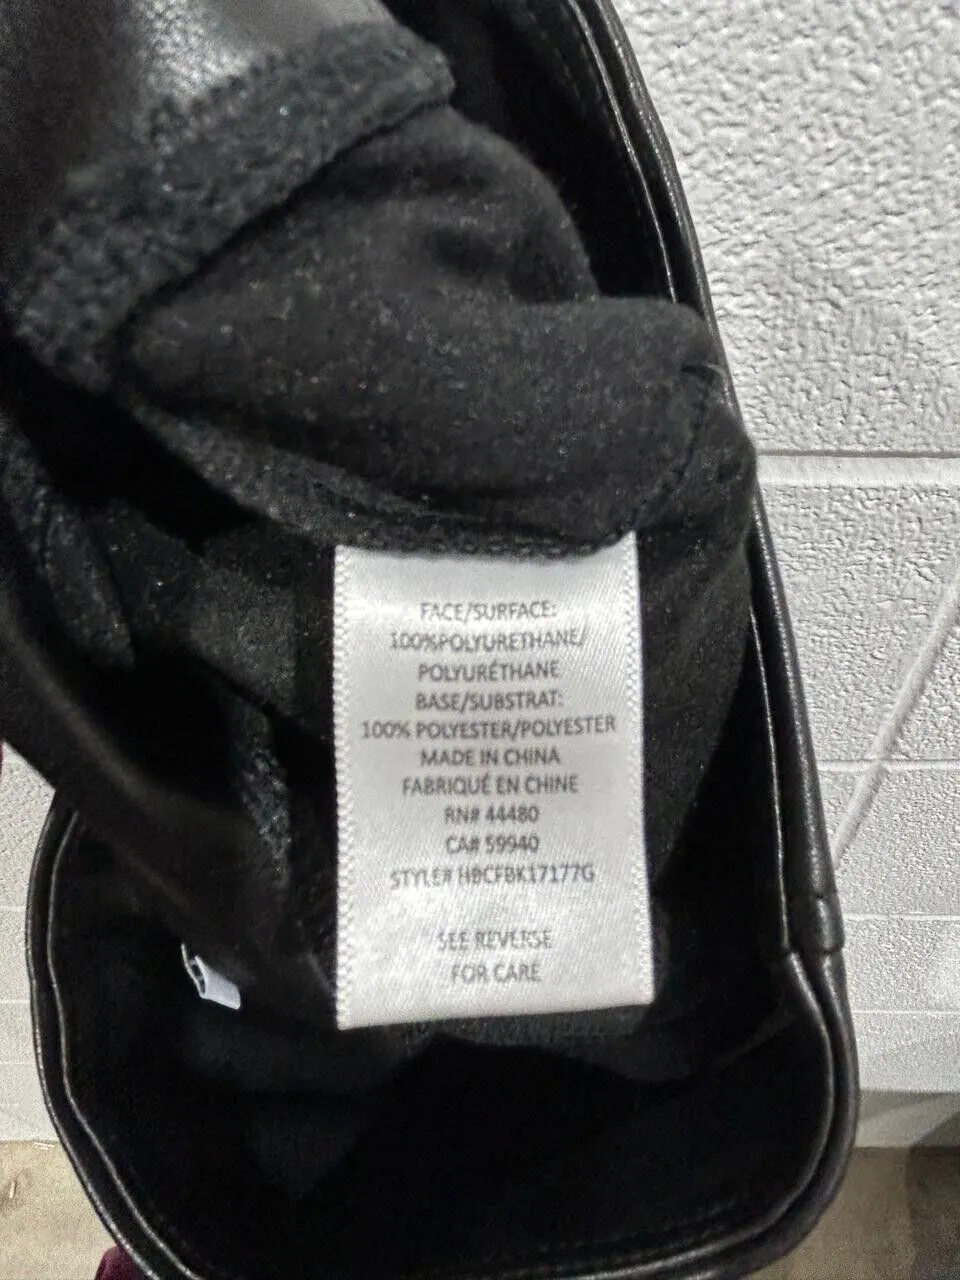 FACE/SURFACE:
100%POLYURETHANE/
POLYURÉTHANE
BASE/SUBSTRAT:
100% POLYESTER/POLYESTER
MADE IN CHINA
FABRIQUÉ EN CHINE
RN# 44480
CA# 59940
STYLE# HBCFBK17177G
SEE REVERSE
FOR CARE